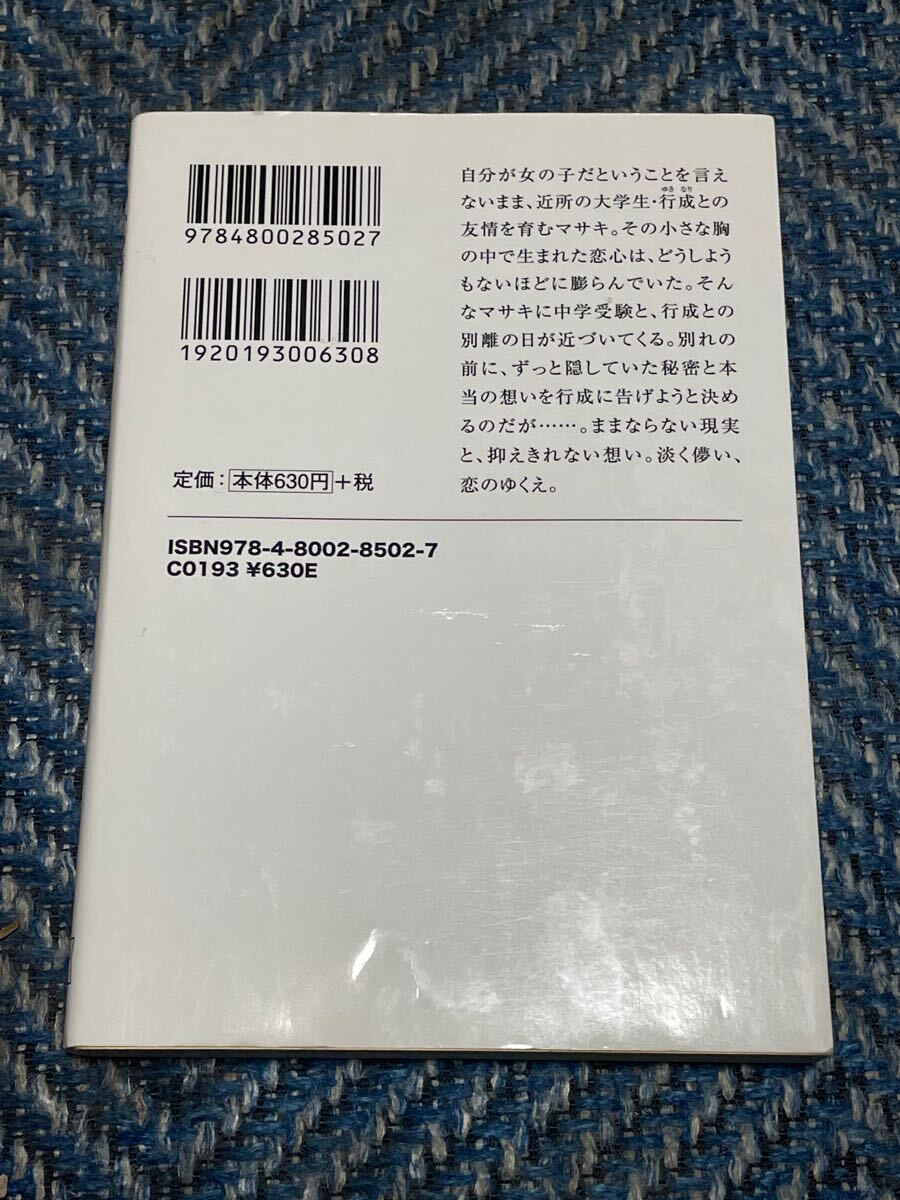 9784800285027
1920193006308
定価：本体630円+税
自分が女の子だということを言え
ないまま、近所の大学生・行成との
ゆき なり
友情を育むマサキ。その小さな胸
の中で生まれた恋心は、どうしよう
もないほどに膨らんでいた。そん
なマサキに中学受験と、行成との
別離の日が近づいてくる。別れの
前に、ずっと隠していた秘密と本
当の想いを行成に告げようと決め
るのだが……。ままならない現実
と、抑えきれない想い。淡く儚い、
恋のゆくえ。
ISBN978-4-8002-8502-7
C0193 ¥630E